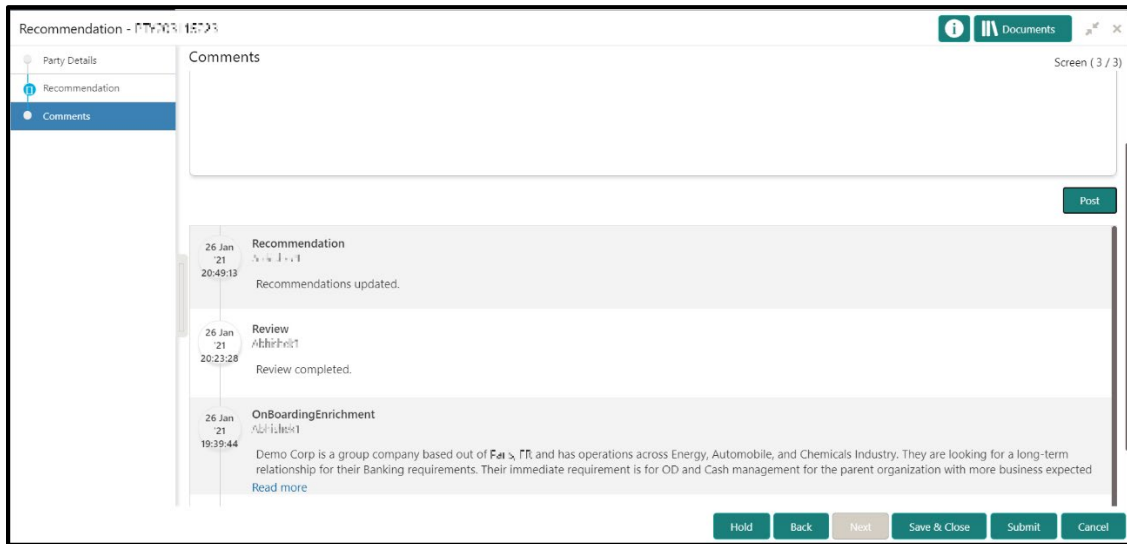 Recommendation -
Documents
Party Details
Recommendation
Comments
Comments
Screen ( 3 / 3)
Post
26 Jan '21 20:49:13
Recommendation
Recommendations updated.
26 Jan '21 20:23:28
Review
Abhishek1
Review completed.
26 Jan '21 19:39:44
OnBoardingEnrichment
Abhishek1
Demo Corp is a group company based out of and has operations across Energy, Automobile, and Chemicals Industry. They are looking for a long-term
relationship for their Banking requirements. Their immediate requirement is for OD and Cash management for the parent organization with more business expected
Read more
Hold
Back
Next
Save & Close
Submit
Cancel